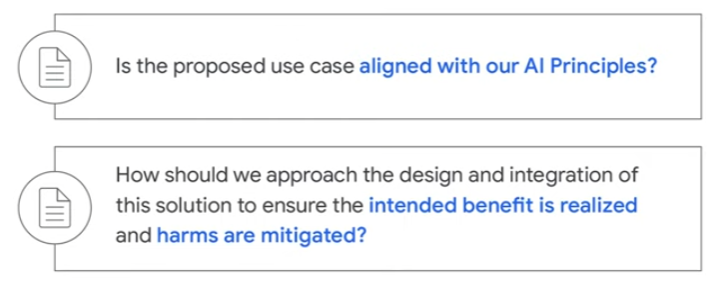 Is the proposed use case aligned with our AI Principles?
How should we approach the design and integration of
this solution to ensure the intended benefit is realized
and harms are mitigated?